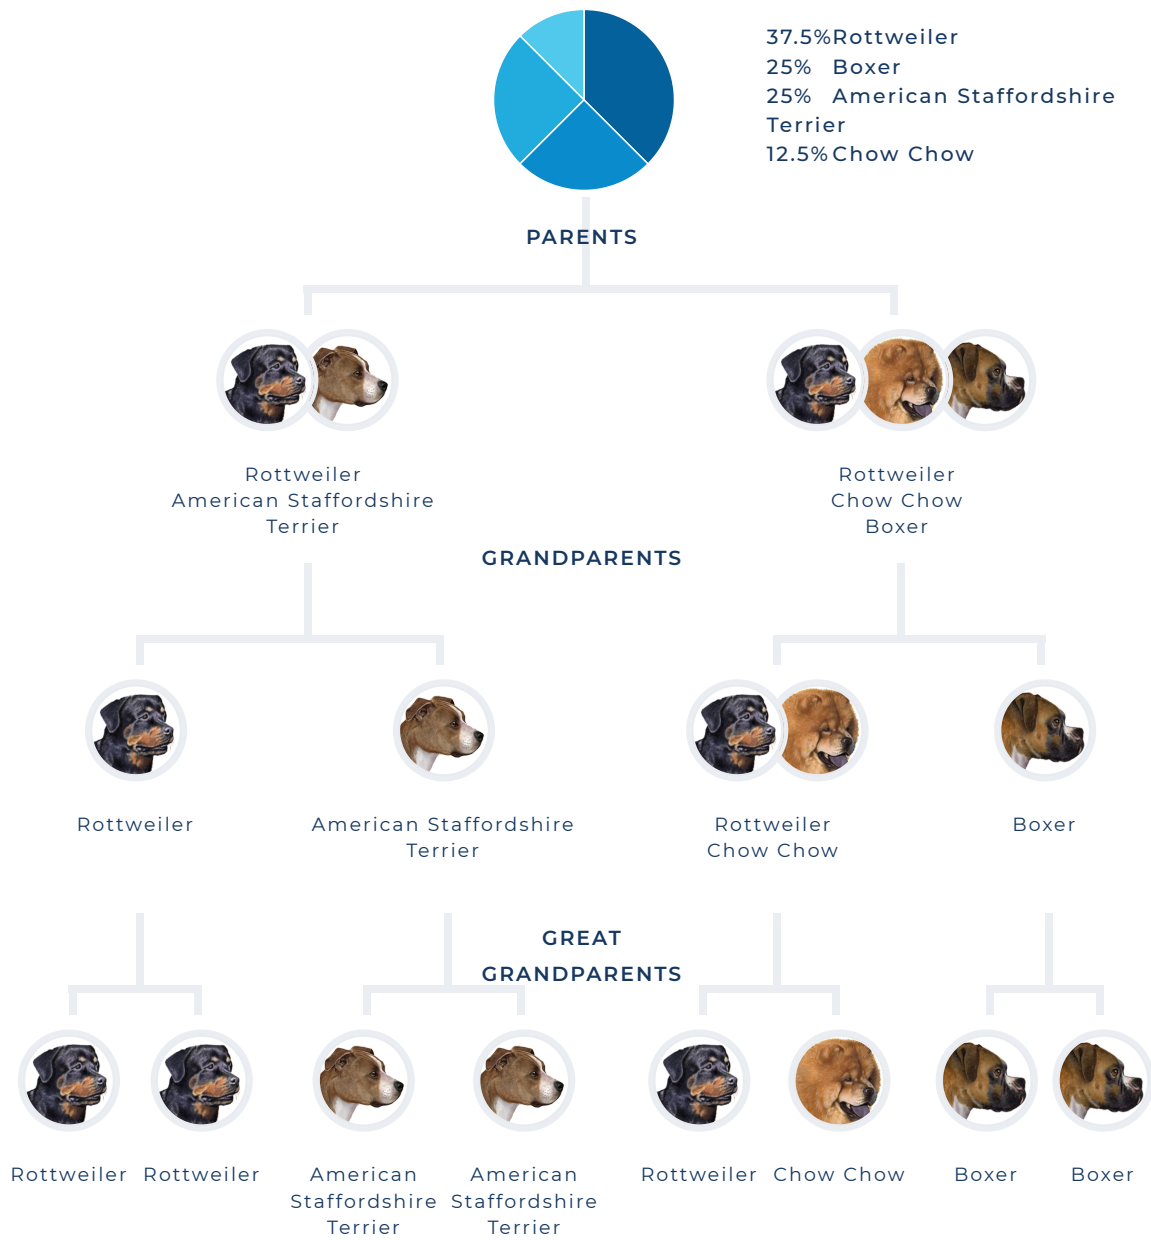 37.5%Rottweiler
25% Boxer
25% American Staffordshire
Terrier
12.5%Chow Chow
PARENTS
Rottweiler
American Staffordshire
Terrier
Rottweiler
Chow Chow
Boxer
GRANDPARENTS
Rottweiler
American Staffordshire
Terrier
Rottweiler
Chow Chow
Boxer
GREAT
GRANDPARENTS
Rottweiler
Rottweiler
American
Staffordshire
Terrier
American
Staffordshire
Terrier
Rottweiler
Chow Chow
Boxer
Boxer